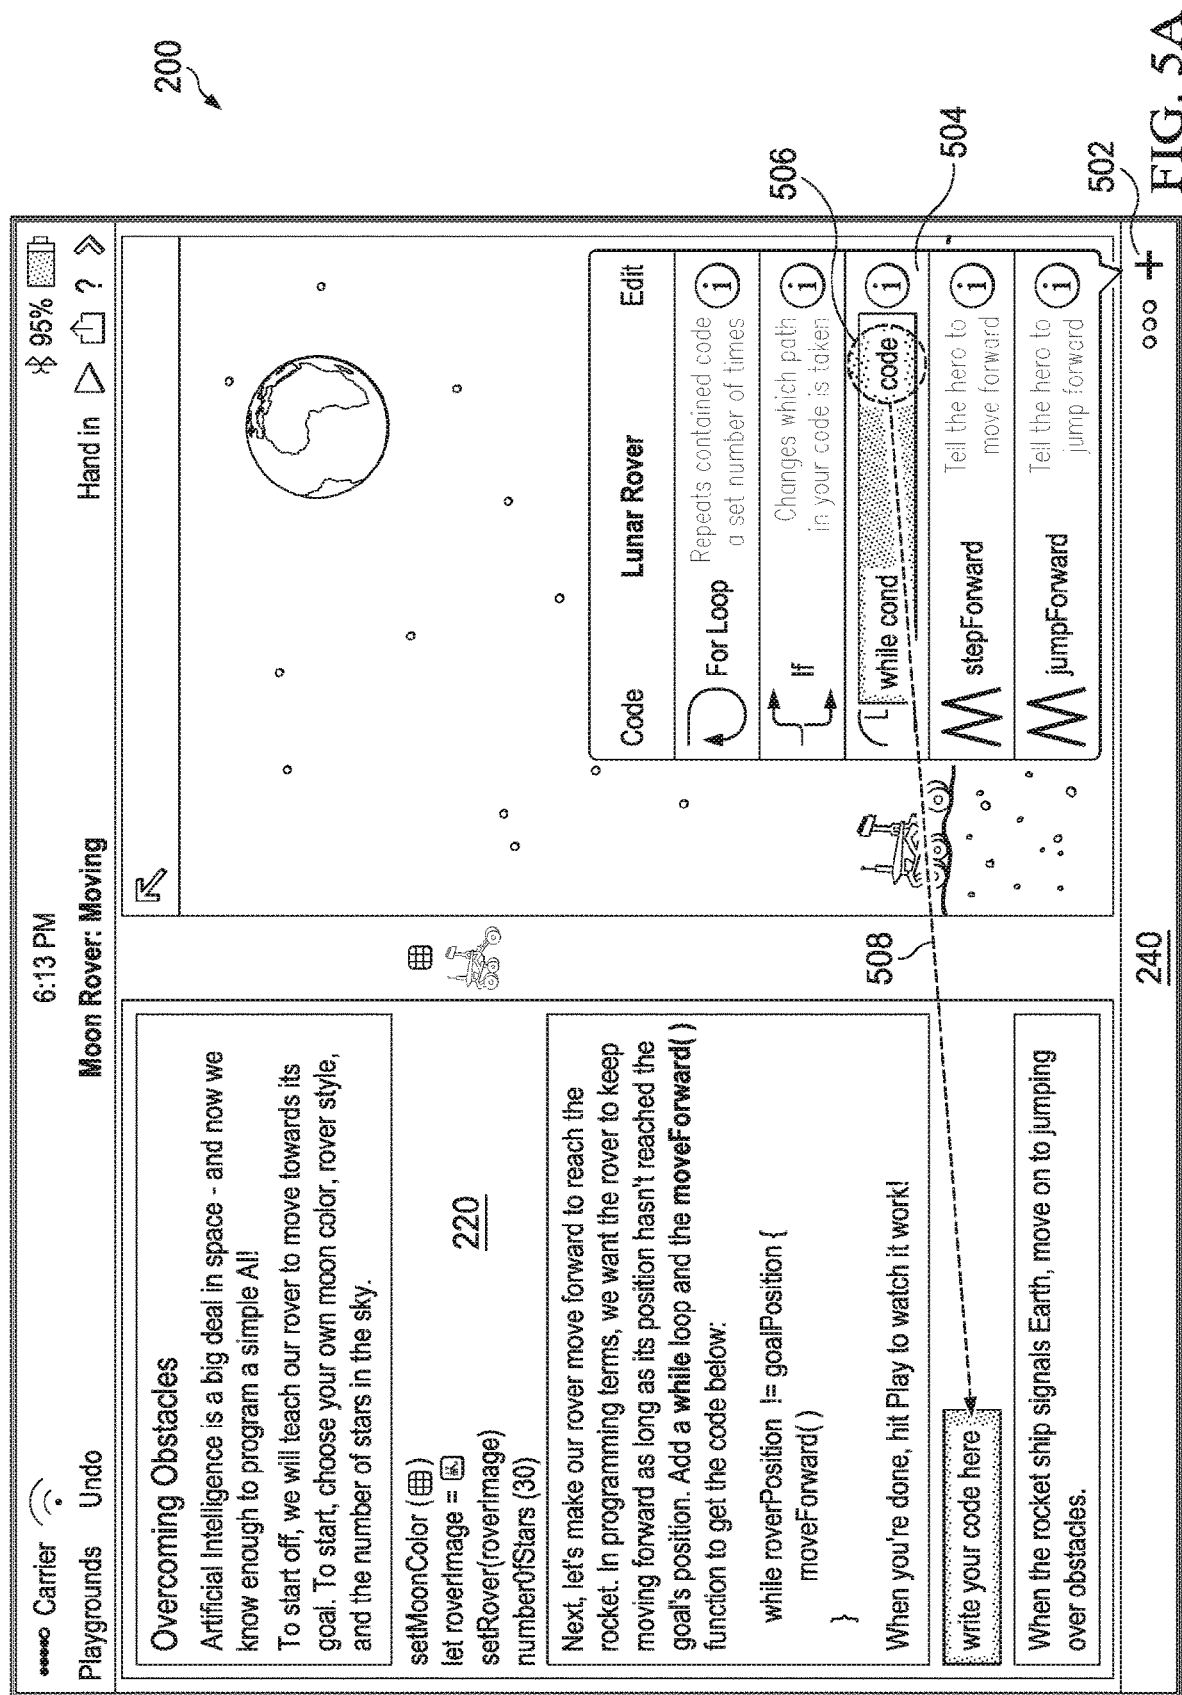 Carrier
6:13 PM
95%
Playgrounds Undo
Moon Rover: Moving
Hand in
?
Overcoming Obstacles
Artificial Intelligence is a big deal in space - and now we
know enough to program a simple AI!
To start off, we will teach our rover to move towards its
goal. To start, choose your own moon color, rover style,
and the number of stars in the sky.
setMoonColor ( )
let roverImage =
setRover(roverImage)
number0fStars (30)
220
Next, let's make our rover move forward to reach the
rocket. In programming terms, we want the rover to keep
moving forward as long as its position hasn't reached the
goal's position. Add a while loop and the moveForward( )
function to get the code below:
while roverPosition != goalPosition {
moveForward( )
}
When you're done, hit Play to watch it work!
write your code here
When the rocket ship signals Earth, move on to jumping
over obstacles.
508
Code
Lunar Rover
Edit
For Loop
Repeats contained code
a set number of times
i
If
Changes which path
in your code is taken
i
while cond
code
i
stepForward
Tell the hero to
move forward
i
jumpForward
Tell the hero to
jump forward
i
+
240
200
506
504
502
FIG. 5A